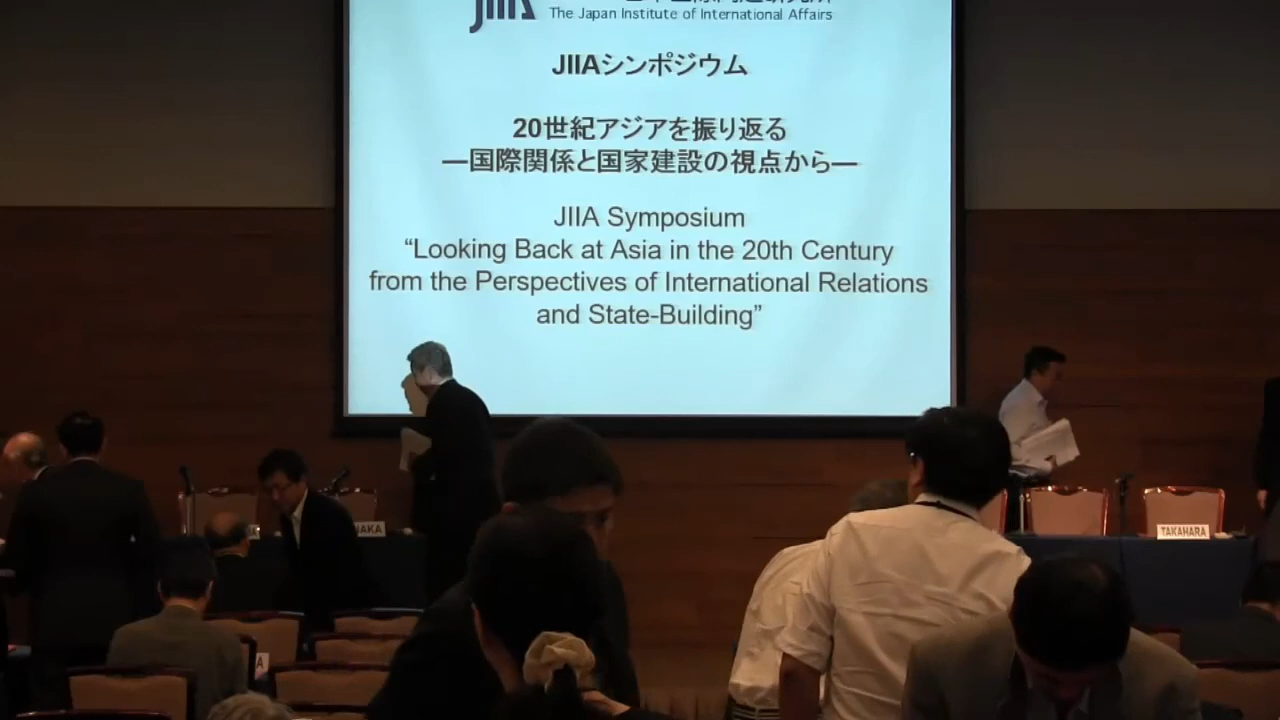 JIIA
The Japan Institute of International Affairs
JIIAシンポジウム
20世紀アジアを振り返る
―国際関係と国家建設の視点から―
JIIA Symposium
“Looking Back at Asia in the 20th Century
from the Perspectives of International Relations
and State-Building”
TAKAHARA